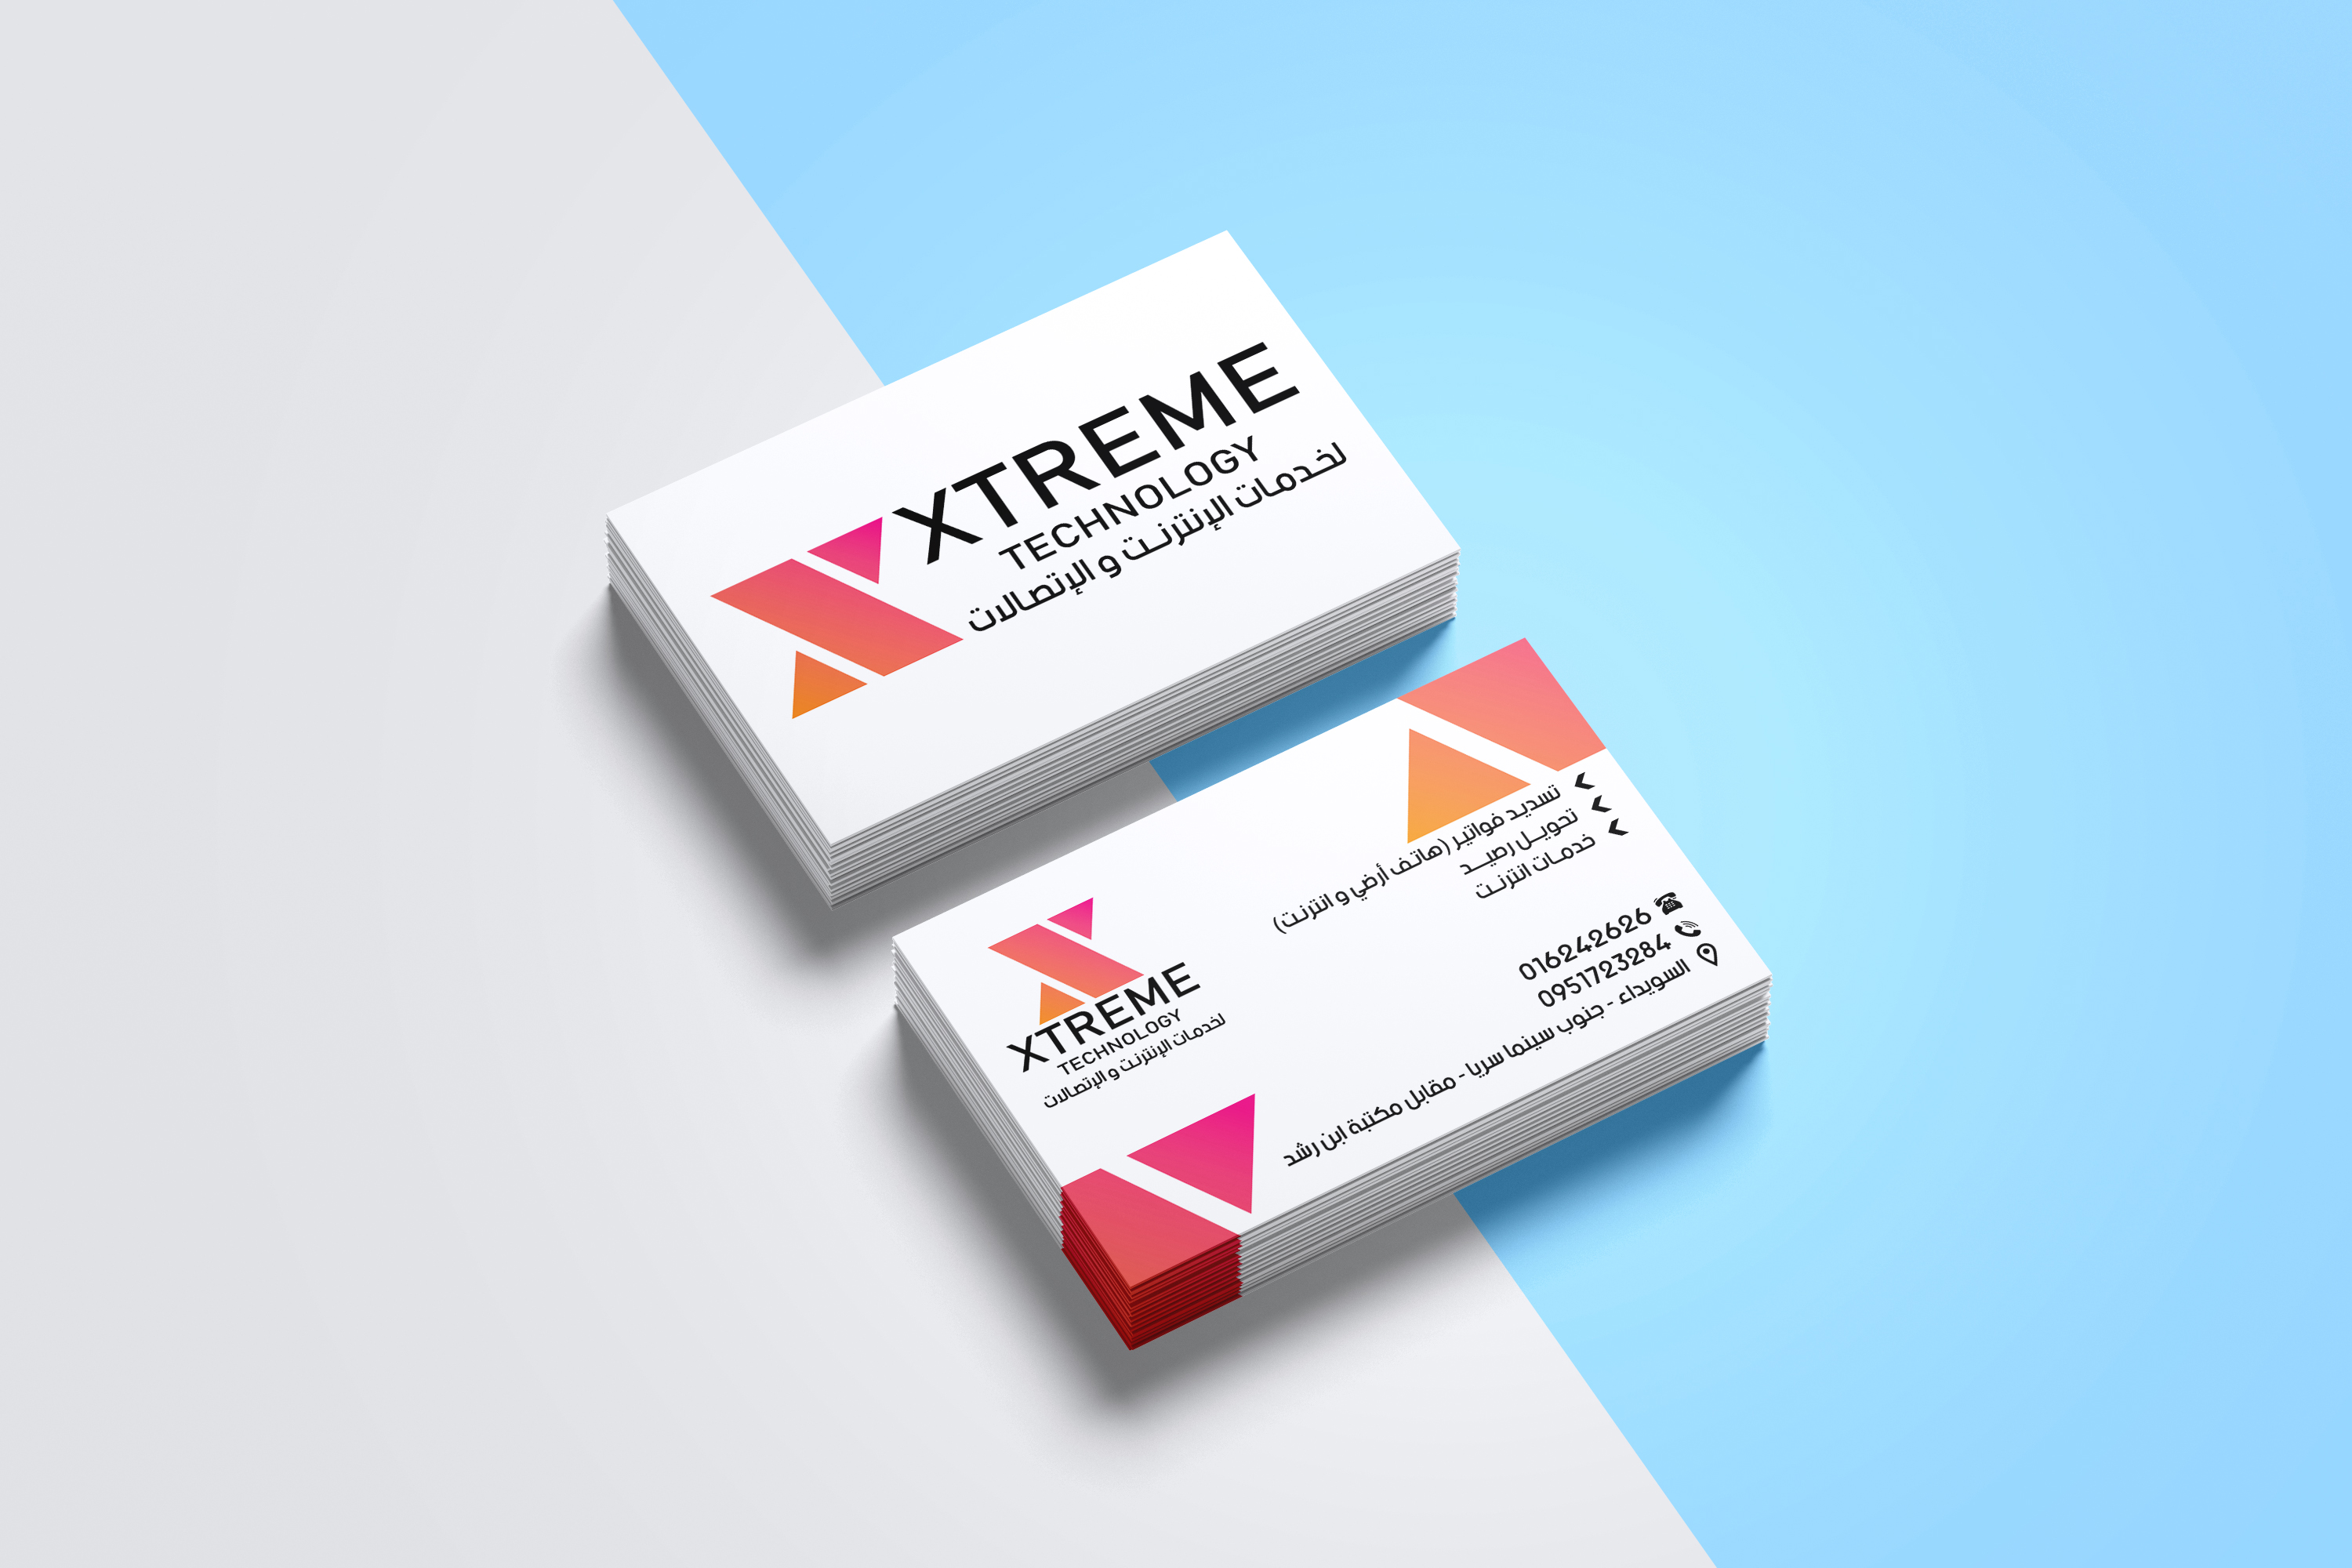 XTREME
TECHNOLOGY
لخدمات الإنترنت و الإتصالات
تسديد فواتير (هاتف أرضي و انترنت)
تحويل رصيد
خدمات انترنت
016242626
0951723284
السويداء - جنوب سينما سريا - مقابل مكتبة ابن رشد
XTREME
TECHNOLOGY
لخدمات الإنترنت و الإتصالات